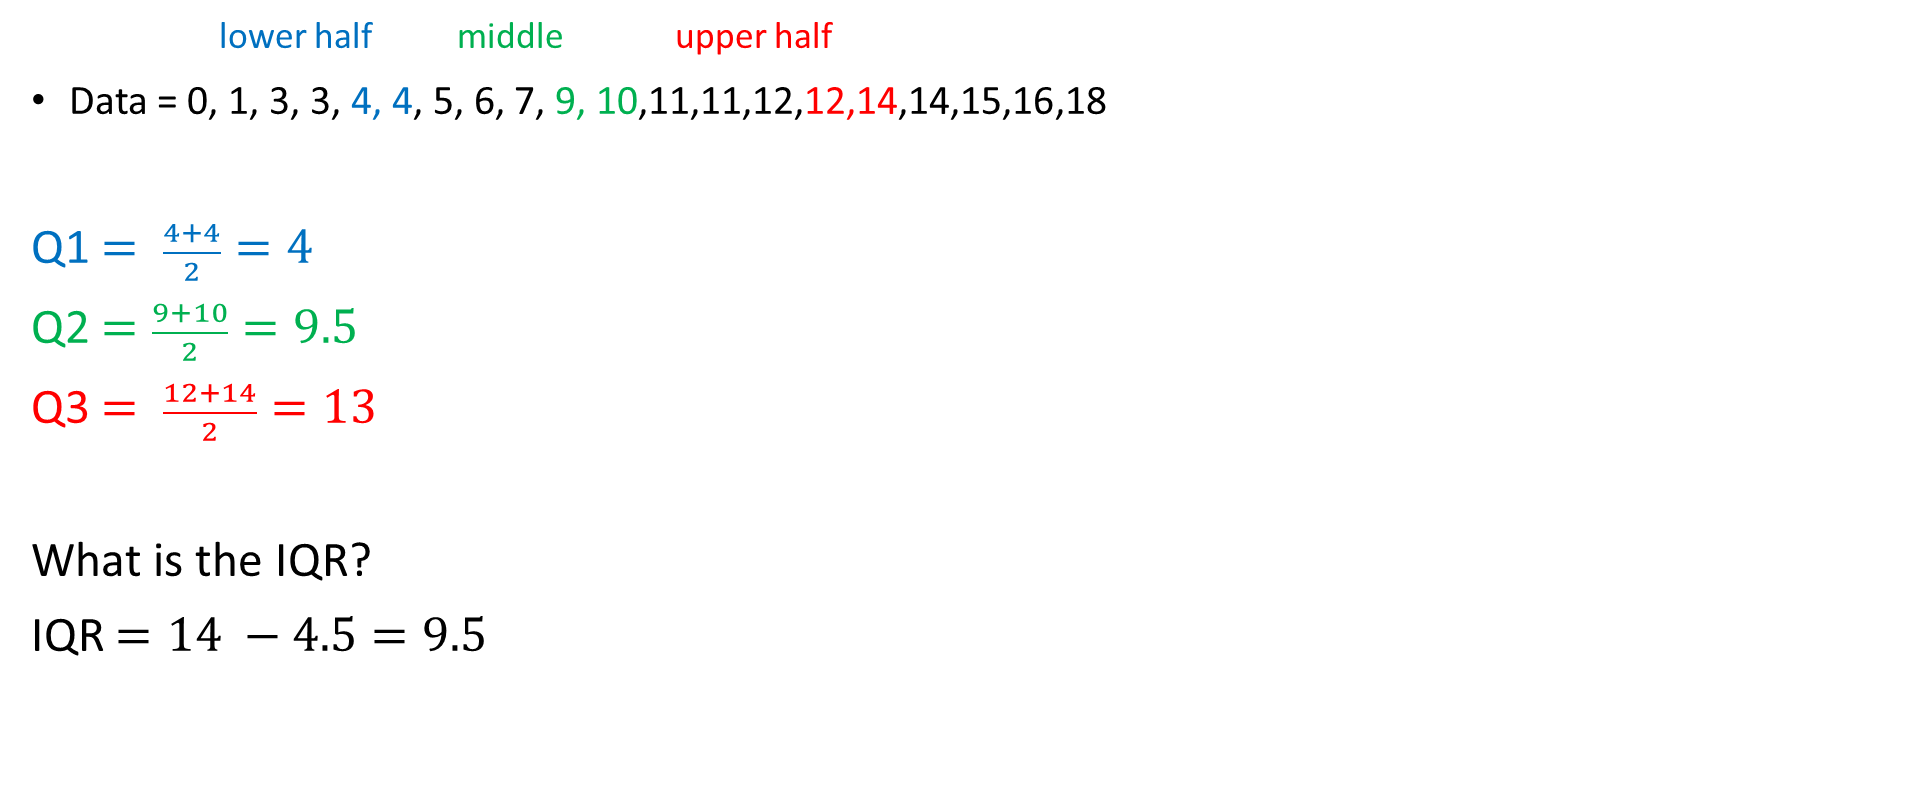 lower half middle upper half
• Data = 0, 1, 3, 3, 4, 4, 5, 6, 7, 9, 10,11,11,12,12,14,14,15,16,18
Q1 = (4+4)/2 = 4
Q2 = (9+10)/2 = 9.5
Q3 = (12+14)/2 = 13
What is the IQR?
IQR = 14 − 4.5 = 9.5